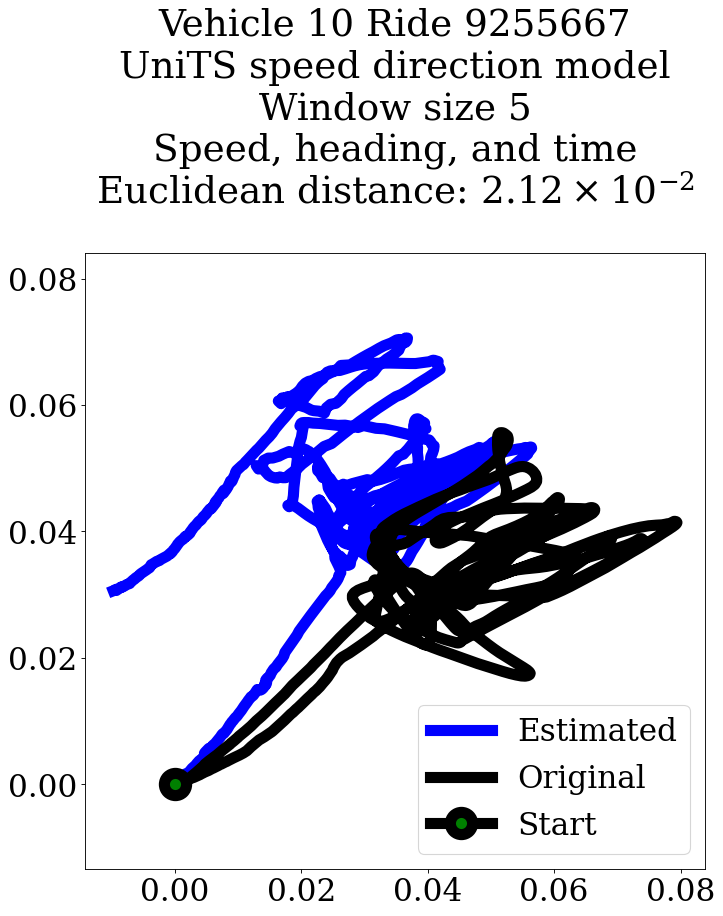 Vehicle 10 Ride 9255667
UniTS speed direction model
Window size 5
Speed, heading, and time
Euclidean distance: 2.12 × 10⁻²
0.08
0.06
0.04
0.02
0.00
Estimated
Original
Start
0.00 0.02 0.04 0.06 0.08